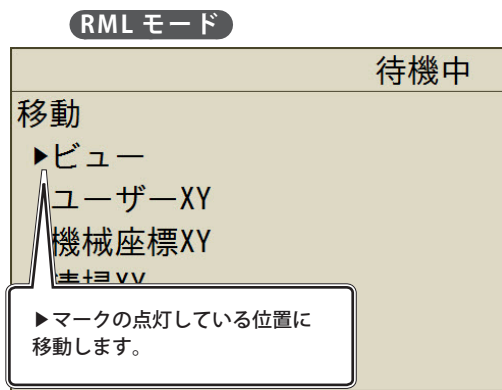 RML モード
待機中
移動
▶ビュー
ユーザーXY
機械座標XY
▶マークの点灯している位置に
移動します。